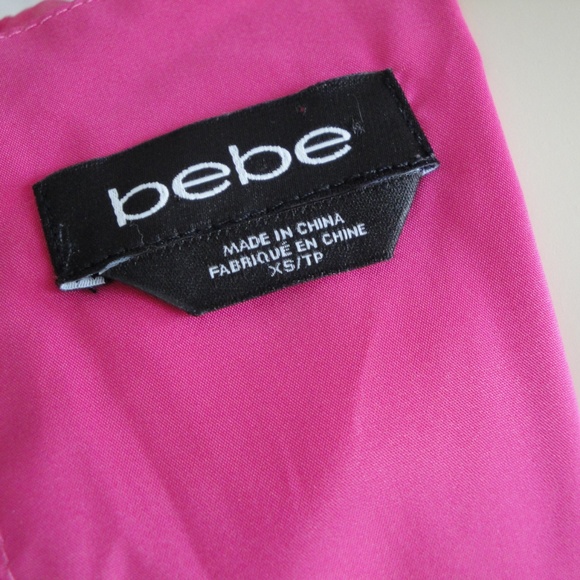 bebe
MADE IN CHINA
FABRIQUÉ EN CHINE
XS/TP